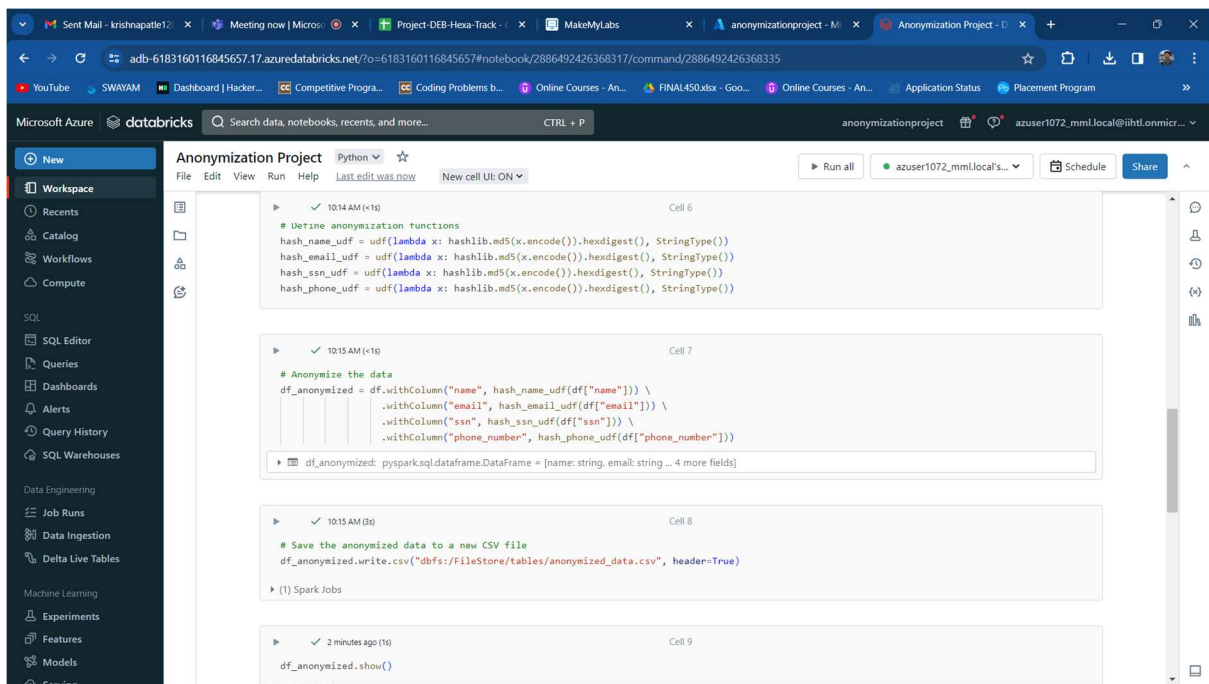 Sent Mail - krishnapatle12
Meeting now | Microso
Project-DEB-Hexa-Track - 
MakeMyLabs
anonymizationproject - Mi
Anonymization Project - D
adb-6183160116845657.17.azuredatabricks.net/?o=6183160116845657#notebook/2886492426368317/command/2886492426368335
YouTube
SWAYAM
Dashboard | Hacker...
Competitive Progra...
Coding Problems b...
Online Courses - An...
FINAL450.xlsx - Goo...
Online Courses - An...
Application Status
Placement Program
»
Microsoft Azure
databricks
Search data, notebooks, recents, and more...
CTRL + P
anonymizationproject
azuser1072_mml.local@iihtl.onmicr...
New
Workspace
Recents
Catalog
Workflows
Compute
SQL
SQL Editor
Queries
Dashboards
Alerts
Query History
SQL Warehouses
Data Engineering
Job Runs
Data Ingestion
Delta Live Tables
Machine Learning
Experiments
Features
Models
Anonymization Project
Python
File Edit View Run Help Last edit was now New cell UI: ON
Run all
azuser1072_mml.local's...
Schedule
Share
10:14 AM (<1s)
Cell 6
# Define anonymization functions
hash_name_udf = udf(lambda x: hashlib.md5(x.encode()).hexdigest(), StringType())
hash_email_udf = udf(lambda x: hashlib.md5(x.encode()).hexdigest(), StringType())
hash_ssn_udf = udf(lambda x: hashlib.md5(x.encode()).hexdigest(), StringType())
hash_phone_udf = udf(lambda x: hashlib.md5(x.encode()).hexdigest(), StringType())
10:15 AM (<1s)
Cell 7
# Anonymize the data
df_anonymized = df.withColumn("name", hash_name_udf(df["name"])) \
.withColumn("email", hash_email_udf(df["email"])) \
.withColumn("ssn", hash_ssn_udf(df["ssn"])) \
.withColumn("phone_number", hash_phone_udf(df["phone_number"]))
df_anonymized: pyspark.sql.dataframe.DataFrame = [name: string, email: string ... 4 more fields]
10:15 AM (3s)
Cell 8
# Save the anonymized data to a new CSV file
df_anonymized.write.csv("dbfs:/FileStore/tables/anonymized_data.csv", header=True)
(1) Spark Jobs
2 minutes ago (1s)
Cell 9
df_anonymized.show()